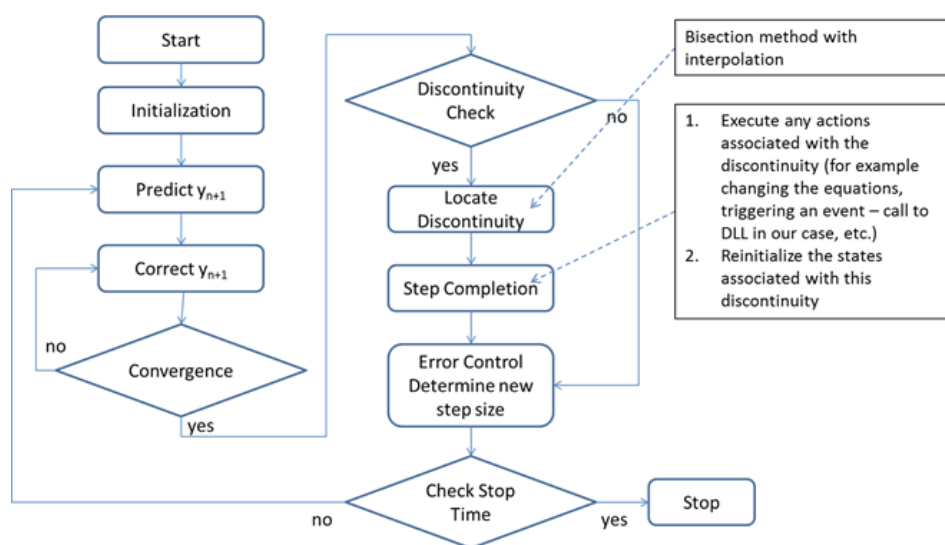 Start
Initialization
Predict yn+1
Correct yn+1
no
Convergence
yes
Discontinuity
Check
no
yes
Locate
Discontinuity
Step Completion
Error Control
Determine new
step size
Check Stop
Time
no
yes
Stop
Bisection method with
interpolation
1. Execute any actions
associated with the
discontinuity (for example
changing the equations,
triggering an event – call to
DLL in our case, etc.)
2. Reinitialize the states
associated with this
discontinuity